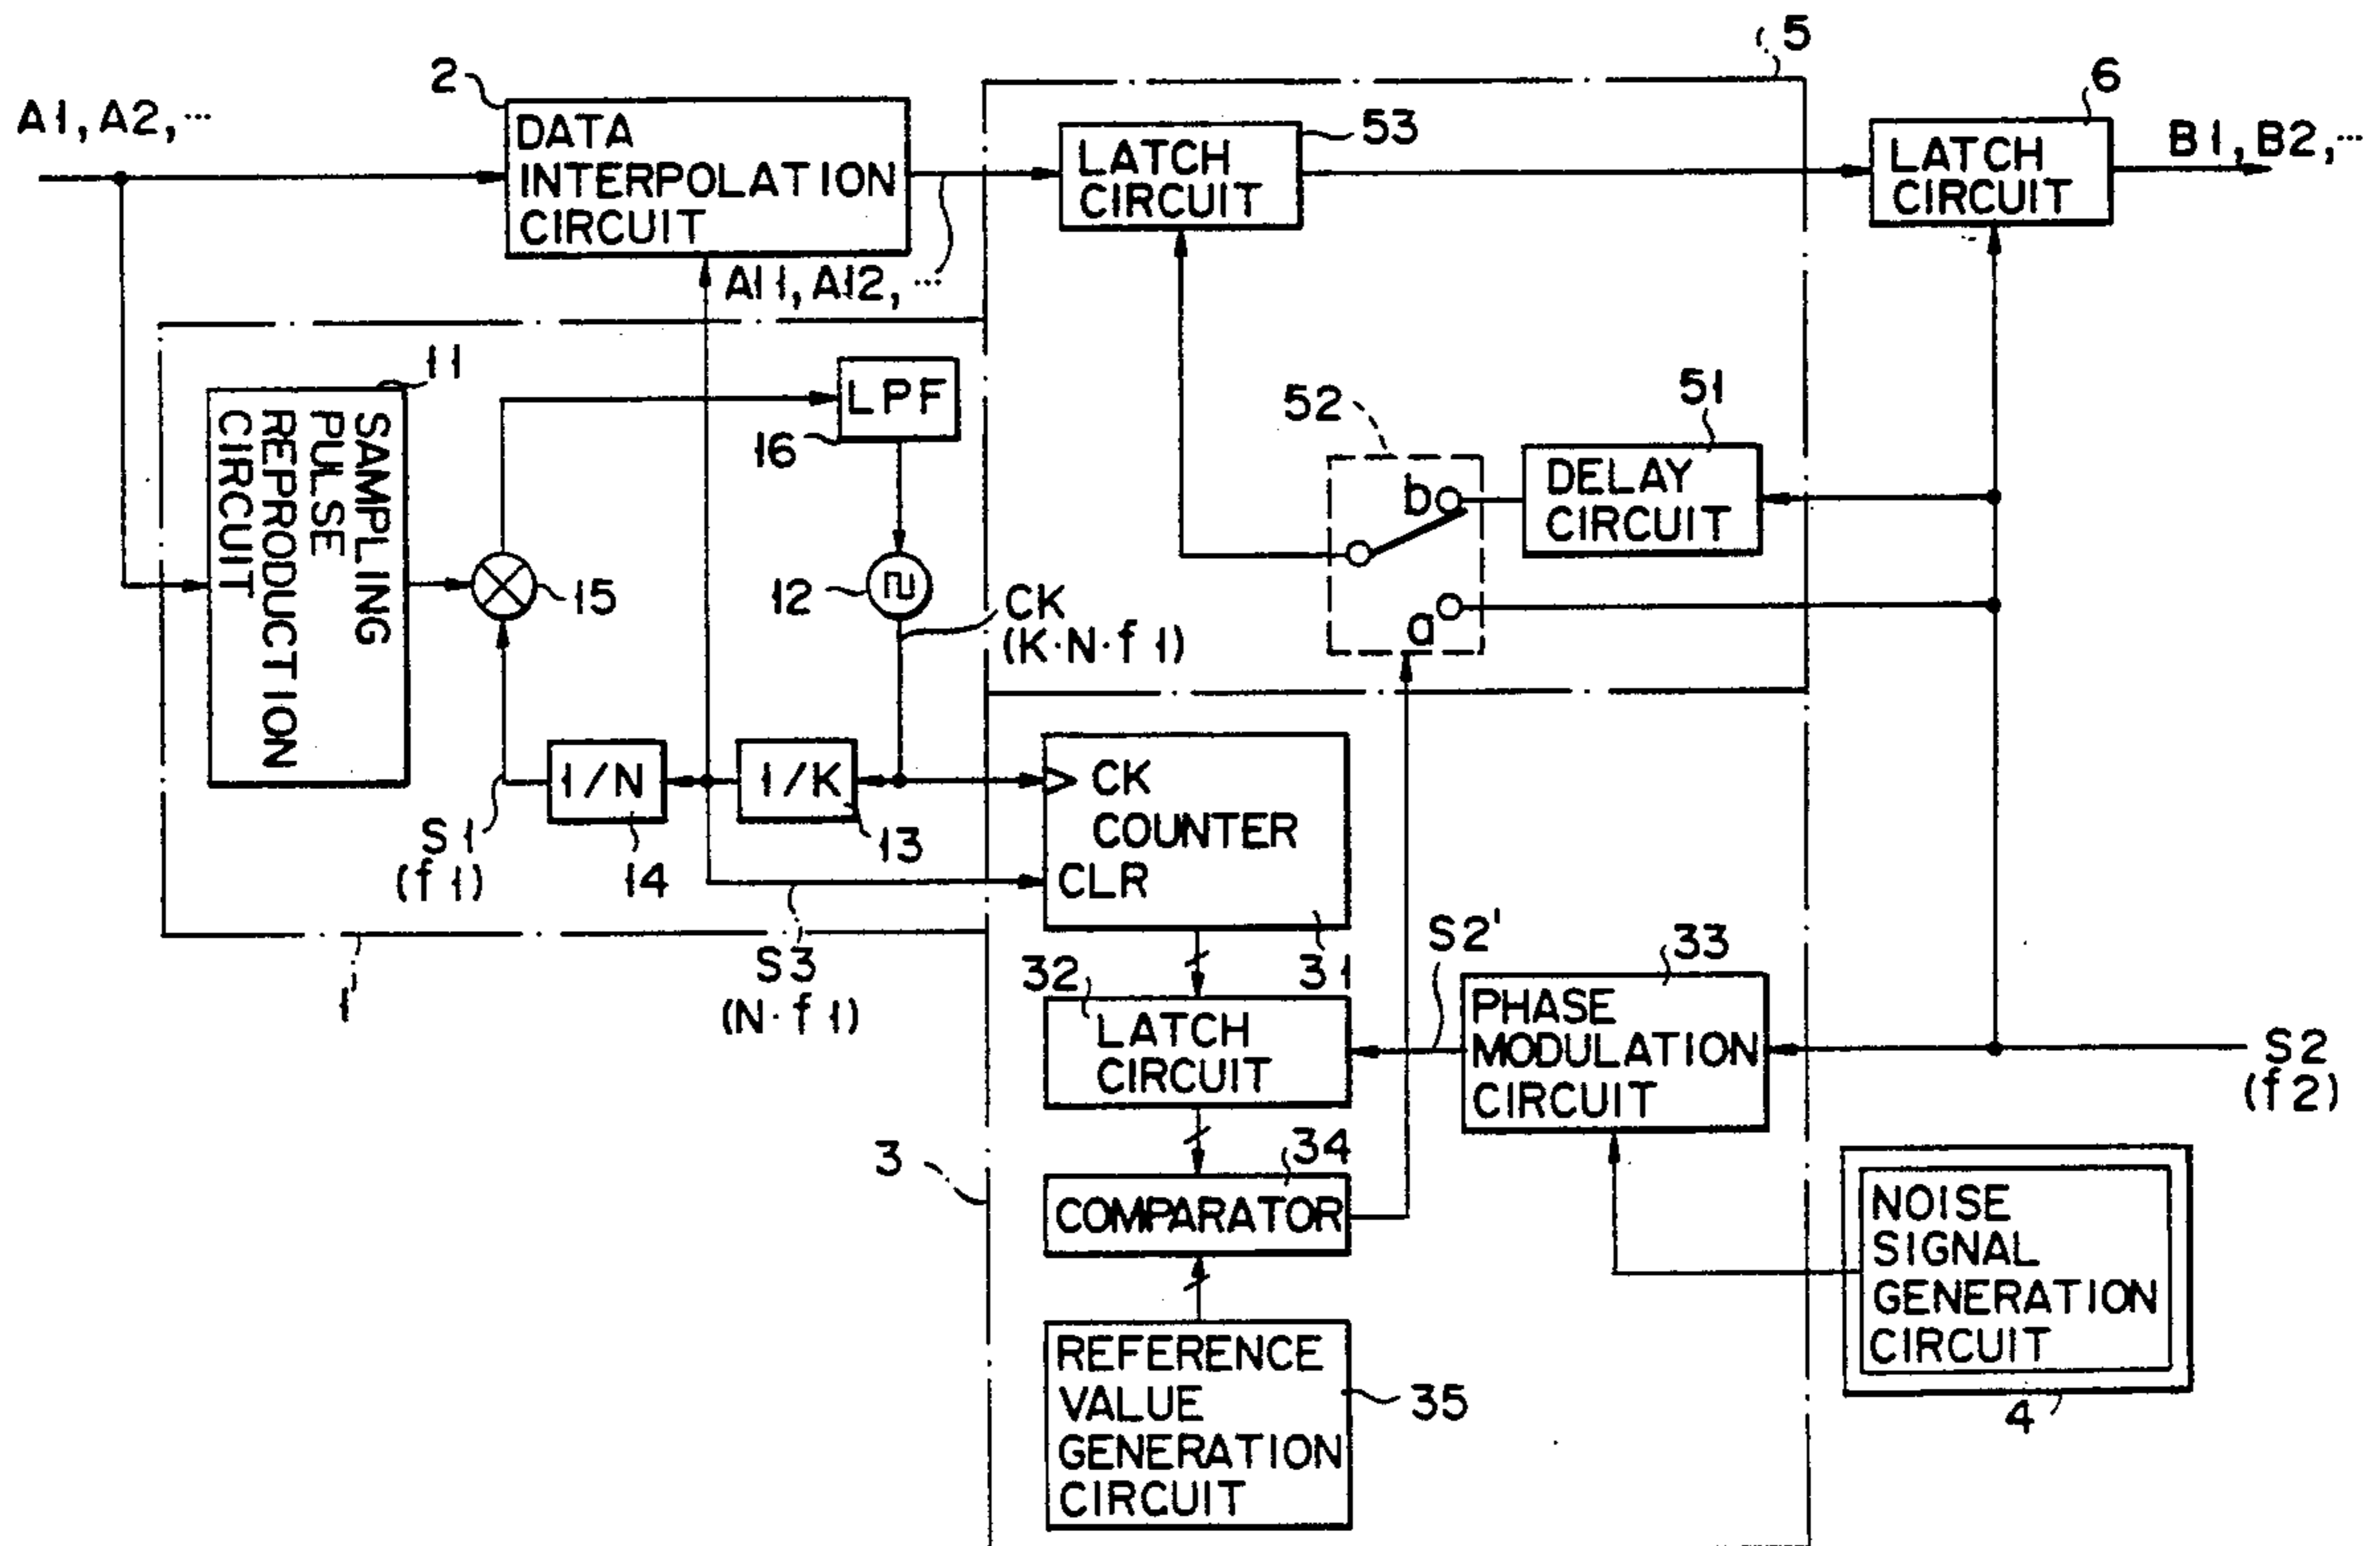 5
2
6
A1, A2, ...
DATA
INTERPOLATION
CIRCUIT
53
LATCH
CIRCUIT
LATCH
CIRCUIT
B1, B2, ...
A11, A12, ...
11
SAMPLING
PULSE
REPRODUCTION
CIRCUIT
LPF
16
52
51
b
DELAY
CIRCUIT
a
15
12
CK
(K·N·f1)
1/N
1/K
CK
COUNTER
CLR
S1
(f1)
14
13
31
1
S3
(N·f1)
32
LATCH
CIRCUIT
S2'
33
PHASE
MODULATION
CIRCUIT
S2
(f2)
3
34
COMPARATOR
NOISE
SIGNAL
GENERATION
CIRCUIT
4
REFERENCE
VALUE
GENERATION
CIRCUIT
35